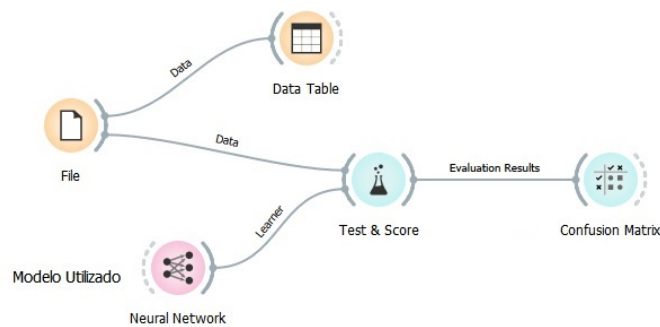 Data
Data Table
File
Data
Evaluation Results
Test & Score
Confusion Matrix
Learner
Modelo Utilizado
Neural Network